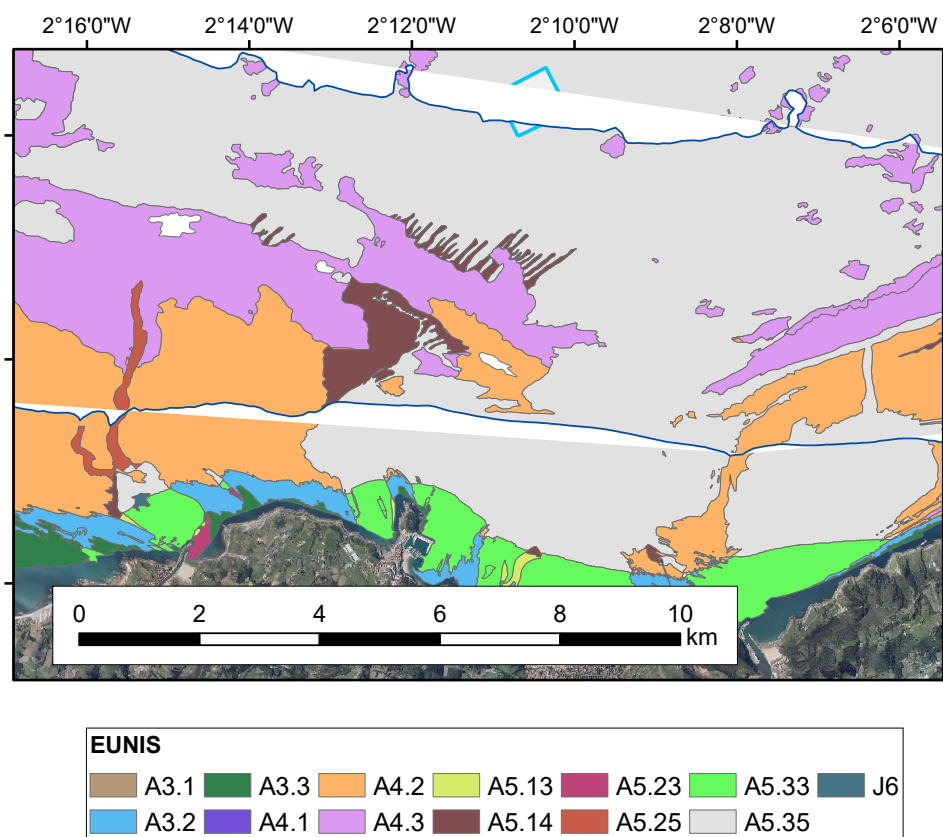 2°16'0"W 2°14'0"W 2°12'0"W 2°10'0"W 2°8'0"W 2°6'0"W
0 2 4 6 8 10
km
EUNIS
A3.1 A3.3 A4.2 A5.13 A5.23 A5.33 J6
A3.2 A4.1 A4.3 A5.14 A5.25 A5.35